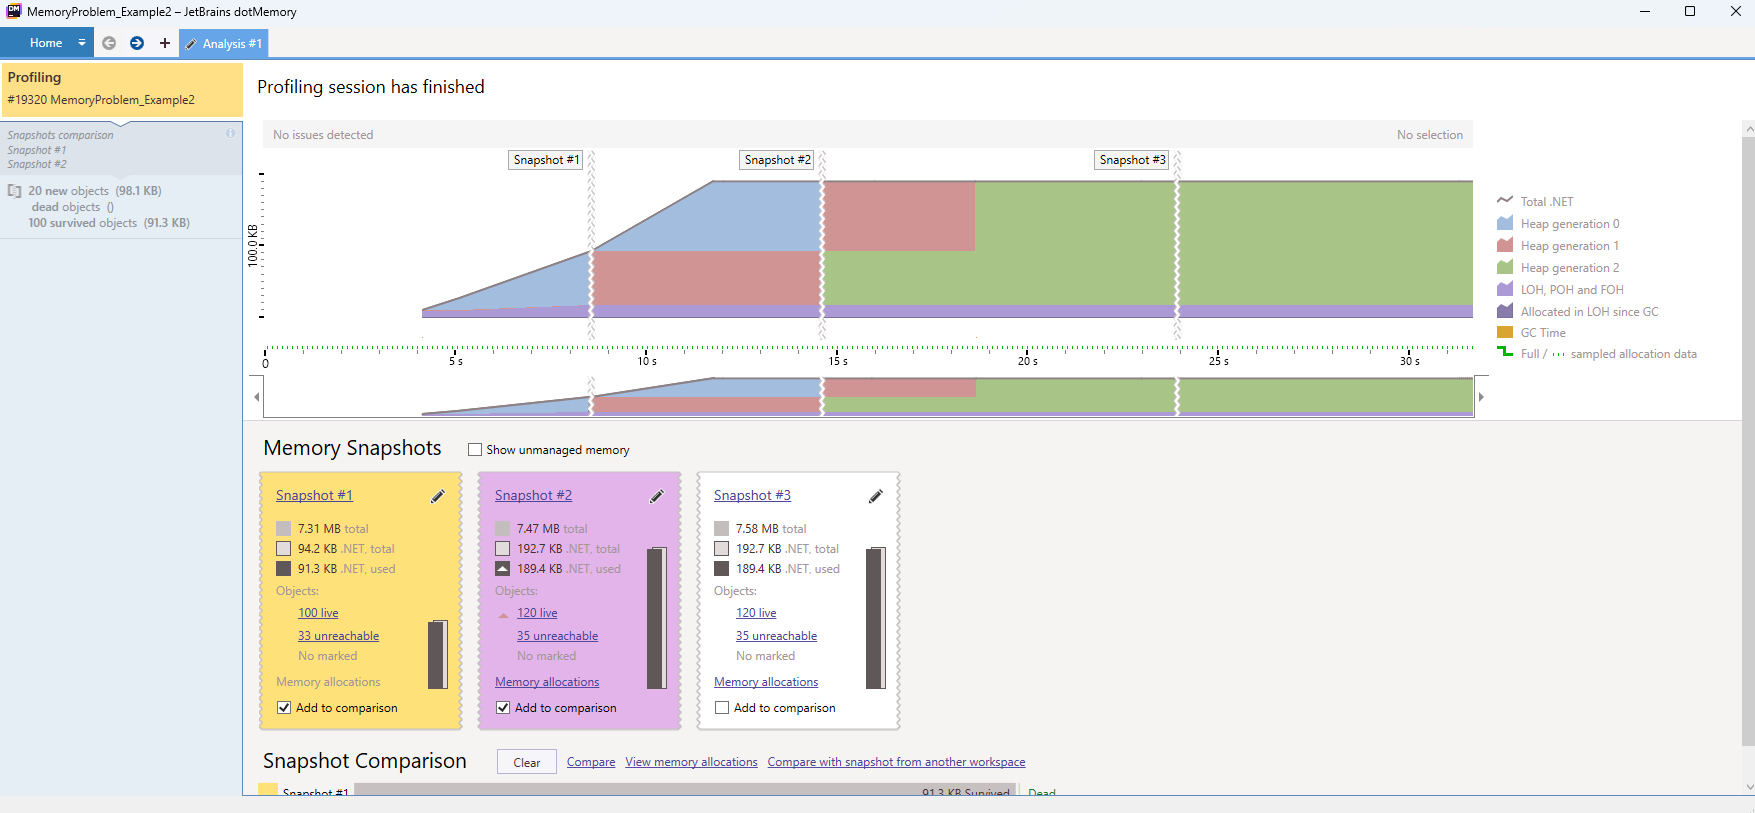 MemoryProblem_Example2 – JetBrains dotMemory
Home
Analysis #1
Profiling
#19320 MemoryProblem_Example2
Snapshots comparison
Snapshot #1
Snapshot #2
20 new objects (98.1 KB)
dead objects ()
100 survived objects (91.3 KB)
Profiling session has finished
No issues detected
No selection
Snapshot #1
Snapshot #2
Snapshot #3
100.0 KB
Total .NET
Heap generation 0
Heap generation 1
Heap generation 2
LOH, POH and FOH
Allocated in LOH since GC
GC Time
Full / sampled allocation data
0
5 s
10 s
15 s
20 s
25 s
30 s
Memory Snapshots
Show unmanaged memory
Snapshot #1
7.31 MB total
94.2 KB .NET, total
91.3 KB .NET, used
Objects:
100 live
33 unreachable
No marked
Memory allocations
Add to comparison
Snapshot #2
7.47 MB total
192.7 KB .NET, total
189.4 KB .NET, used
Objects:
120 live
35 unreachable
No marked
Memory allocations
Add to comparison
Snapshot #3
7.58 MB total
192.7 KB .NET, total
189.4 KB .NET, used
Objects:
120 live
35 unreachable
No marked
Memory allocations
Add to comparison
Snapshot Comparison
Clear
Compare
View memory allocations
Compare with snapshot from another workspace
Snapshot #1
91.3 KB Survived
Dead